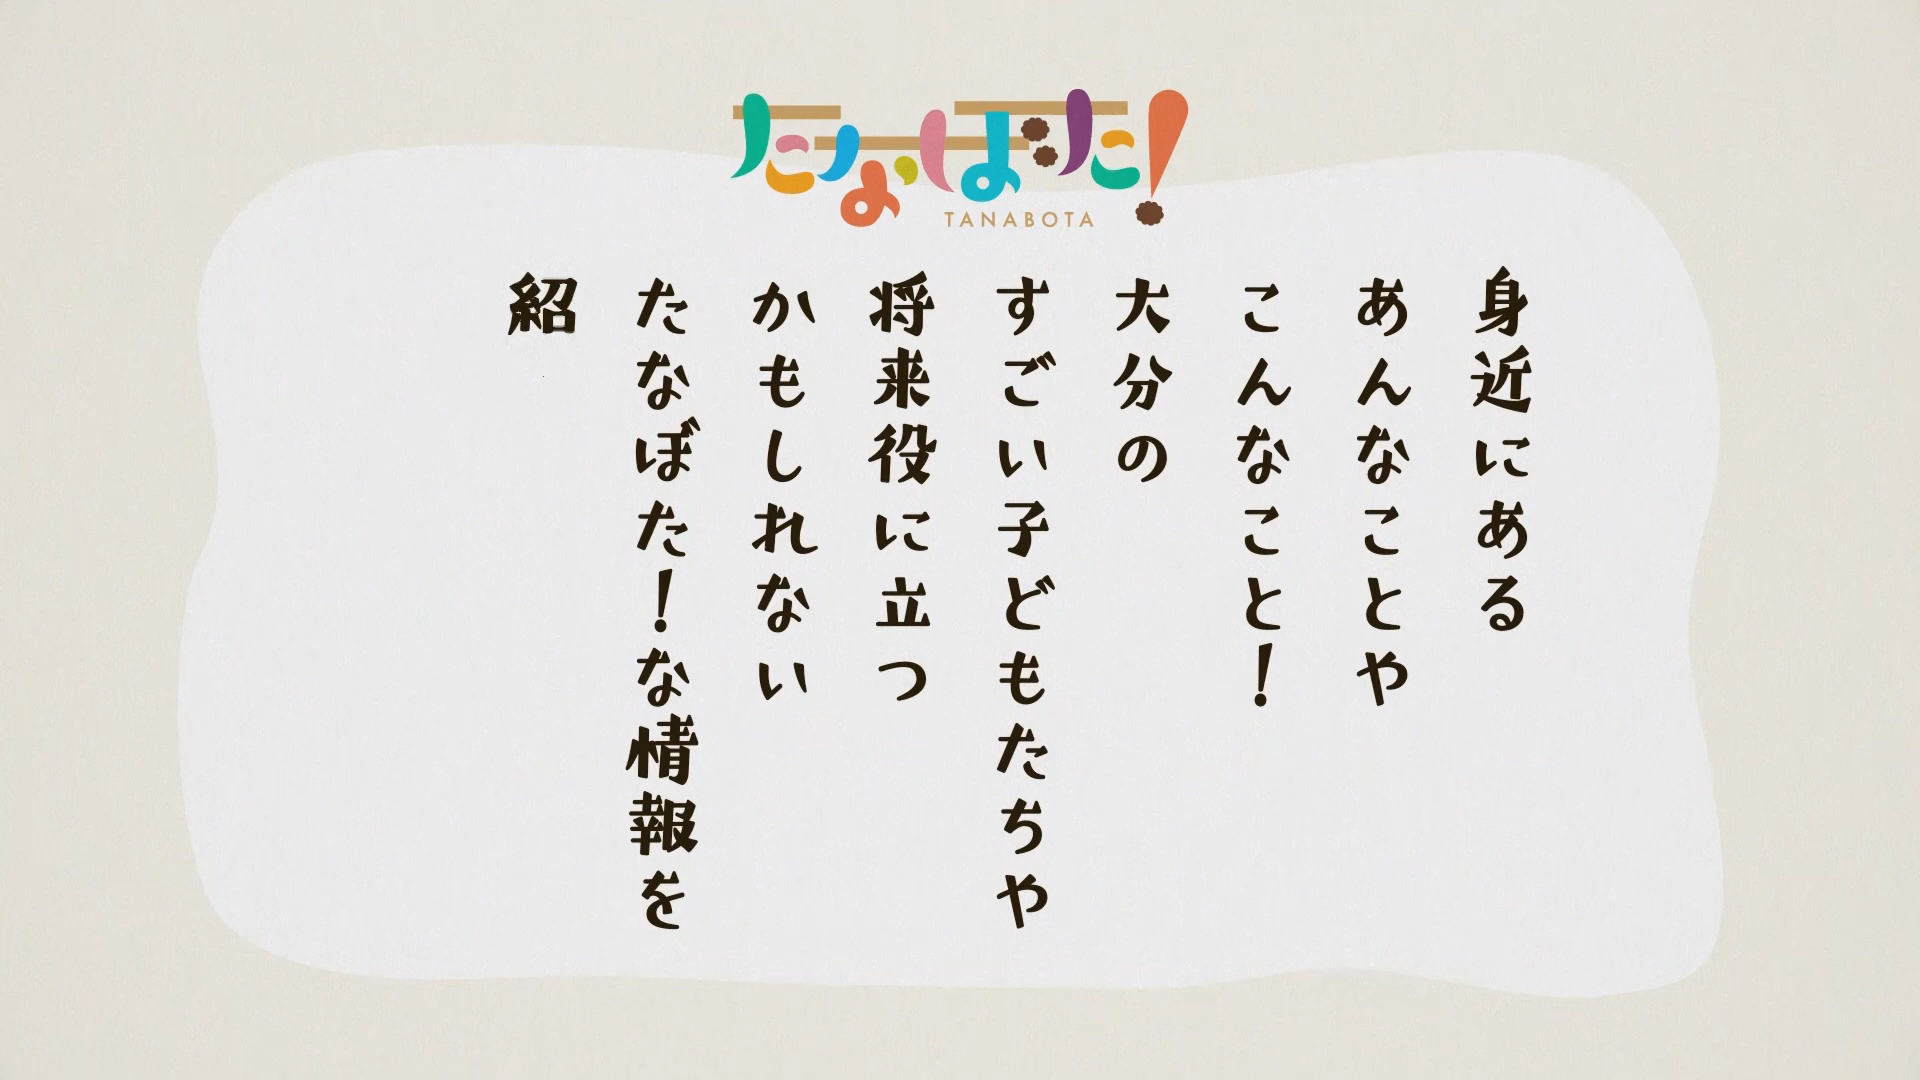 たなぼた!
TANABOTA
身近にある
あんなことや
こんなこと!
大分の
すごい子どもたちや
将来役に立つ
かもしれない
たなぼた!な情報を
紹